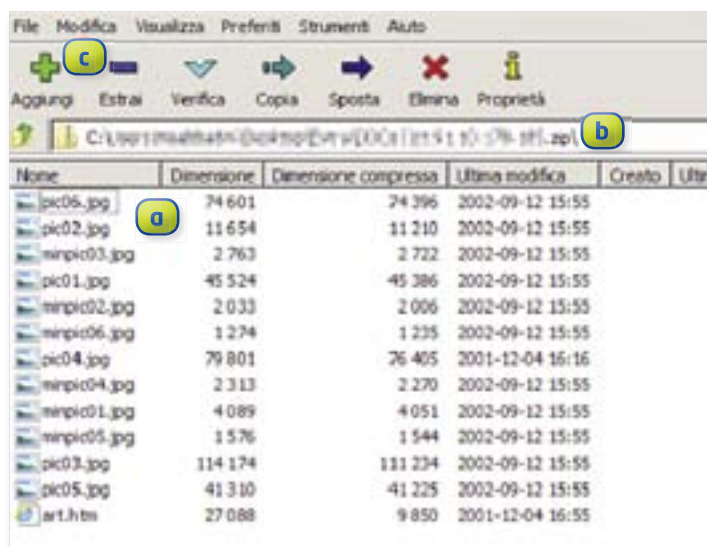 File Modifica Visualizza Preferiti Strumenti Aiuto
c
Aggiungi Estrai Verifica Copia Sposta Elimina Proprietà
C:\ .zip\ b
Nome Dimensione Dimensione compressa Ultima modifica Creato Ultir
pic06.jpg 74 601 74 396 2002-09-12 15:55
a
pic02.jpg 11 654 11 210 2002-09-12 15:55
minpic03.jpg 2 763 2 722 2002-09-12 15:55
pic01.jpg 45 524 45 386 2002-09-12 15:55
minpic02.jpg 2 033 2 006 2002-09-12 15:55
minpic06.jpg 1 274 1 235 2002-09-12 15:55
pic04.jpg 79 801 76 405 2001-12-04 16:16
minpic04.jpg 2 313 2 270 2002-09-12 15:55
minpic01.jpg 4 089 4 051 2002-09-12 15:55
minpic05.jpg 1 576 1 544 2002-09-12 15:55
pic03.jpg 114 174 111 234 2002-09-12 15:55
pic05.jpg 41 310 41 225 2002-09-12 15:55
art.htm 27 088 9 850 2001-12-04 16:55